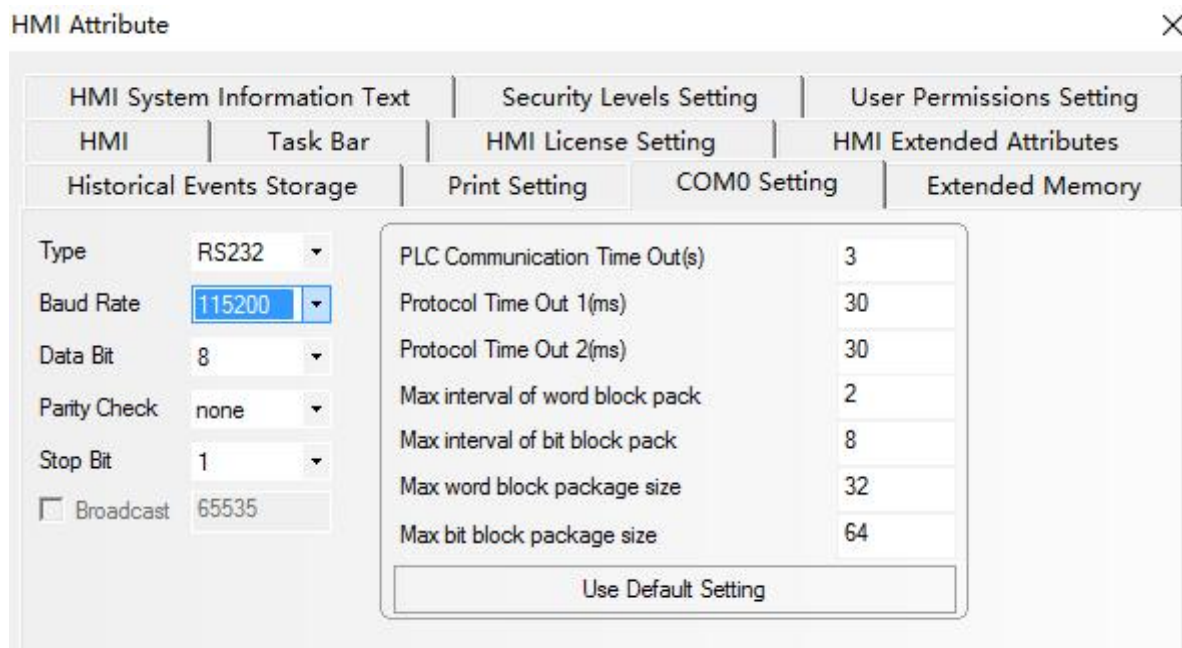 HMI Attribute
HMI System Information Text Security Levels Setting User Permissions Setting
HMI Task Bar HMI License Setting HMI Extended Attributes
Historical Events Storage Print Setting COM0 Setting Extended Memory
Type RS232
Baud Rate 115200
Data Bit 8
Parity Check none
Stop Bit 1
Broadcast 65535
PLC Communication Time Out(s) 3
Protocol Time Out 1(ms) 30
Protocol Time Out 2(ms) 30
Max interval of word block pack 2
Max interval of bit block pack 8
Max word block package size 32
Max bit block package size 64
Use Default Setting